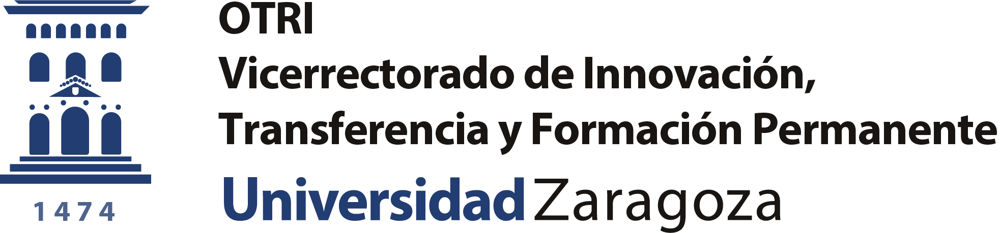 OTRI
Vicerrectorado de Innovación,
Transferencia y Formación Permanente
Universidad Zaragoza
1474